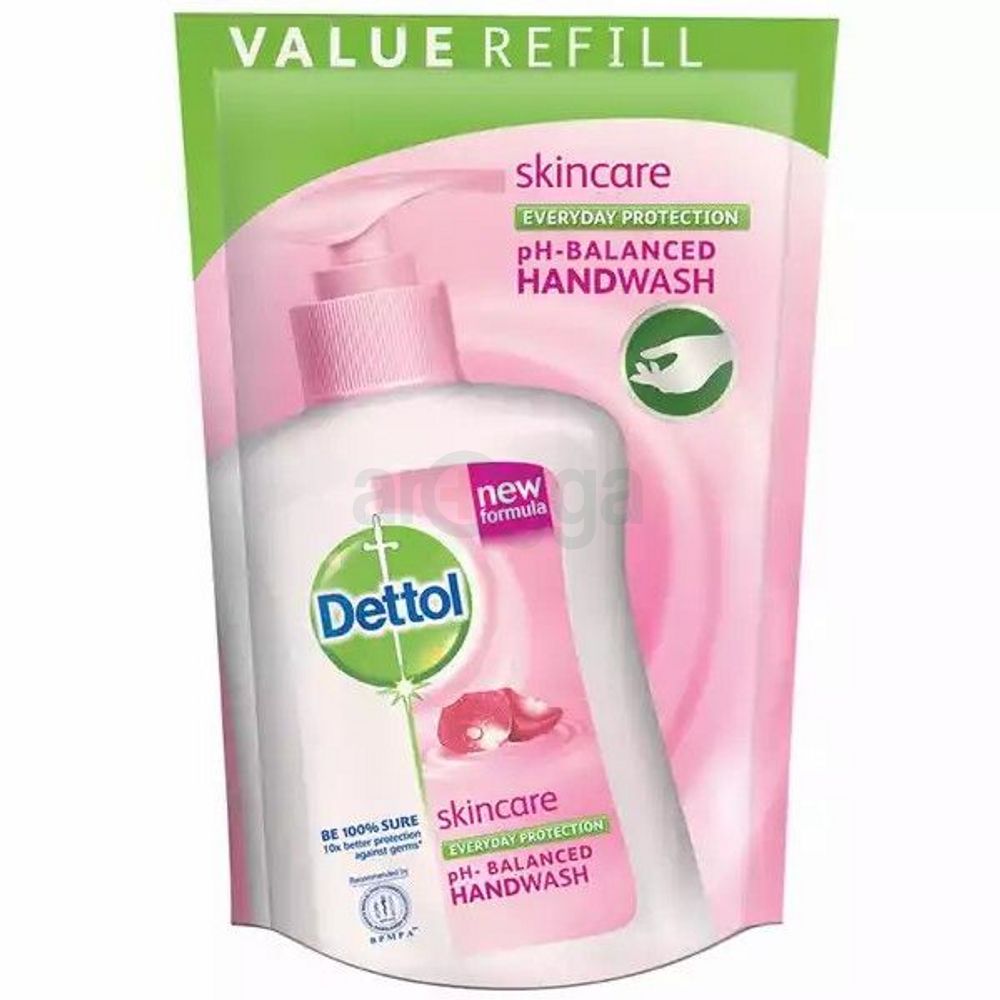 VALUE REFILL
skincare
EVERYDAY PROTECTION
pH-BALANCED
HANDWASH
new
formula
Dettol
skincare
EVERYDAY PROTECTION
pH- BALANCED
HANDWASH
BE 100% SURE
10x better protection
against germs*
Recommended by
BPMPA